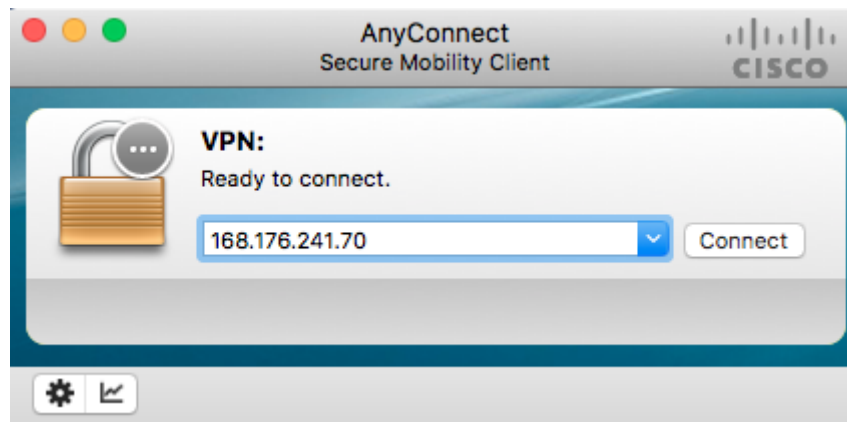 AnyConnect
Secure Mobility Client
CISCO
VPN:
Ready to connect.
168.176.241.70
Connect